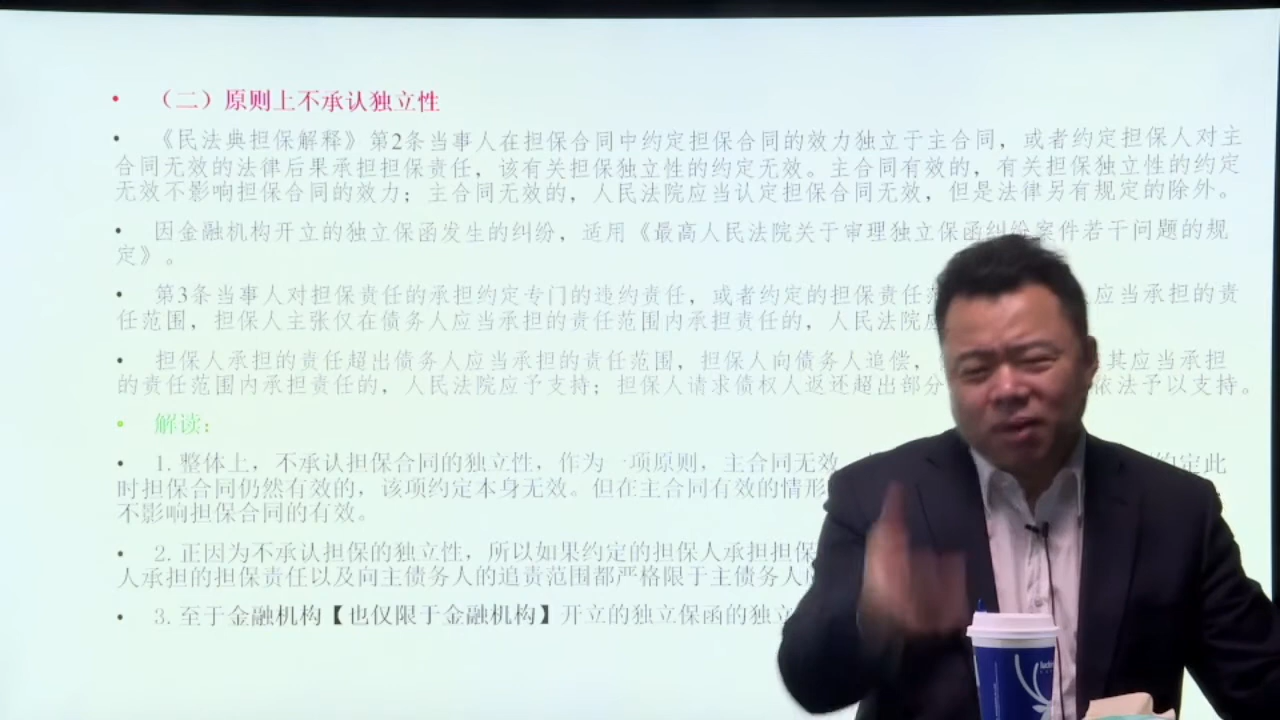 • （二）原则上不承认独立性
• 《民法典担保解释》第2条当事人在担保合同中约定担保合同的效力独立于主合同，或者约定担保人对主
合同无效的法律后果承担担保责任，该有关担保独立性的约定无效。主合同有效的，有关担保独立性的约定
无效不影响担保合同的效力；主合同无效的，人民法院应当认定担保合同无效，但是法律另有规定的除外。
• 因金融机构开立的独立保函发生的纠纷，适用《最高人民法院关于审理独立保函纠纷案件若干问题的规
定》。
• 第3条当事人对担保责任的承担约定专门的违约责任，或者约定的担保责任 应当承担的责
任范围，担保人主张仅在债务人应当承担的责任范围内承担责任的，人民法院
• 担保人承担的责任超出债务人应当承担的责任范围，担保人向债务人追偿， 其应当承担
的责任范围内承担责任的，人民法院应予支持；担保人请求债权人返还超出部分 依法予以支持。
• 解读：
• 1. 整体上，不承认担保合同的独立性，作为一项原则，主合同无效 约定此
时担保合同仍然有效的，该项约定本身无效。但在主合同有效的情形
不影响担保合同的有效。
• 2. 正因为不承认担保的独立性，所以如果约定的担保人承担担保
人承担的担保责任以及向主债务人的追责范围都严格限于主债务人
• 3. 至于金融机构【也仅限于金融机构】开立的独立保函的独立